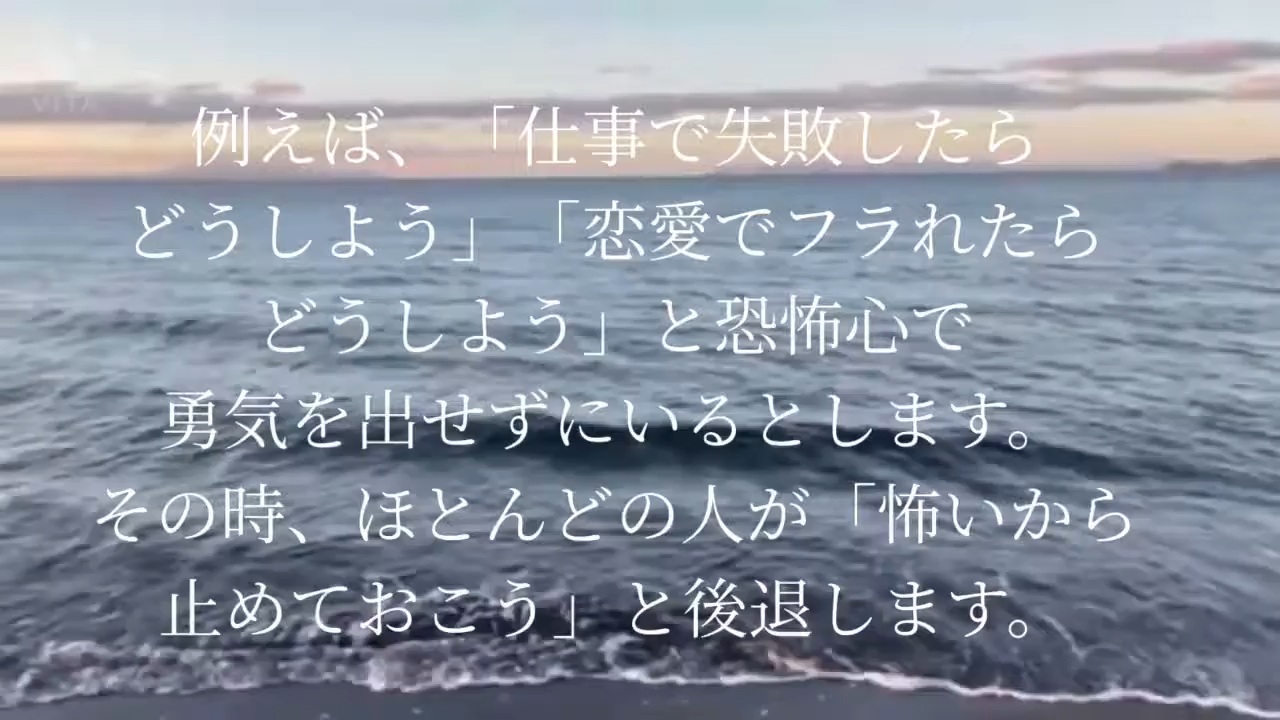 VITA
例えば、「仕事で失敗したら
どうしよう」「恋愛でフラれたら
どうしよう」と恐怖心で
勇気を出せずにいるとします。
その時、ほとんどの人が「怖いから
止めておこう」と後退します。